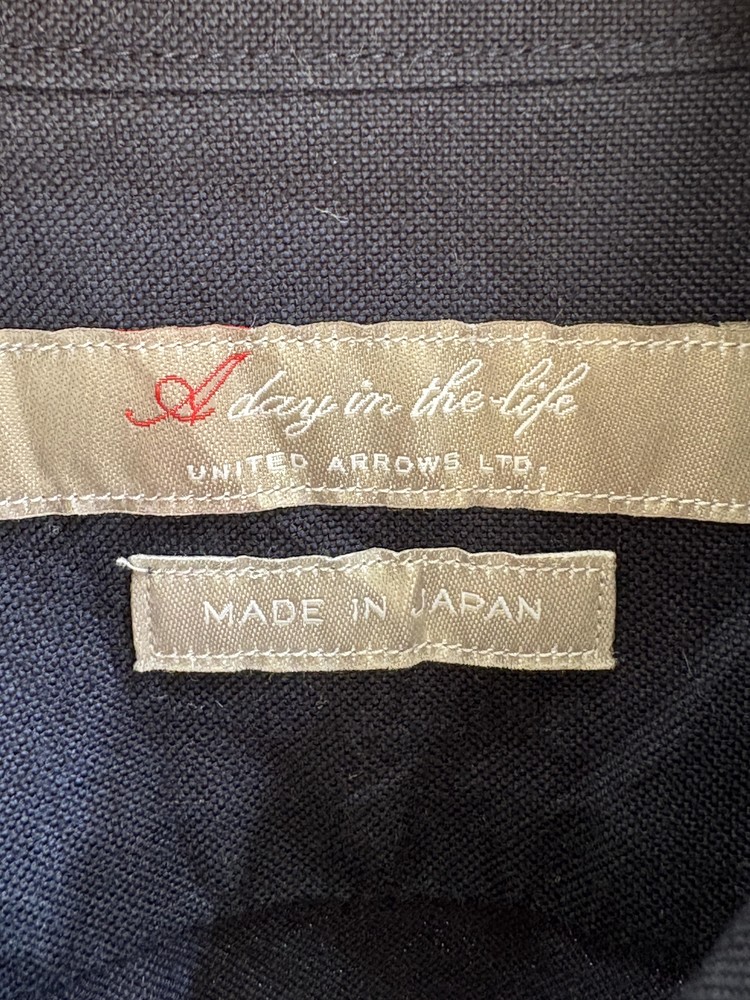 A day in the life
UNITED ARROWS LTD.
MADE IN JAPAN